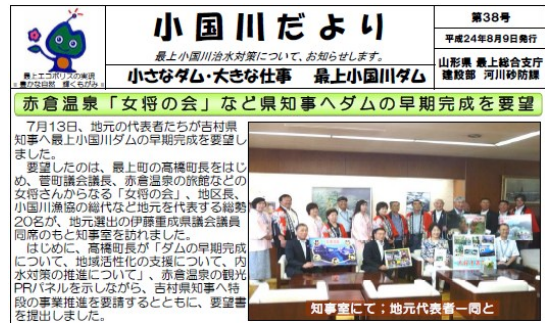 小国川だより
最上小国川治水対策について、お知らせします。
小さなダム・大きな仕事　最上小国川ダム
最上エコポリスの実現
豊かな自然　輝くもがみ
第38号
平成24年8月9日発行
山形県 最上総合支庁
建設部 河川砂防課
赤倉温泉「女将の会」など県知事へダムの早期完成を要望
7月13日、地元の代表者たちが吉村県
知事へ最上小国川ダムの早期完成を要望し
ました。
要望したのは、最上町の高橋町長をはじ
め、菅町議会議長、赤倉温泉の旅館などの
女将さんからなる「女将の会」、地区長、
小国川漁協の総代など地元を代表する総勢
20名が、地元選出の伊藤重成県議会議員
同席のもと知事室を訪れました。
はじめに、高橋町長が「ダムの早期完成
について、地域活性化の支援について、内
水対策の推進について」、赤倉温泉の観光
PRパネルを示しながら、吉村県知事へ特
段の事業推進を要請するとともに、要望書
を提出しました。
知事室にて；地元代表者一同と